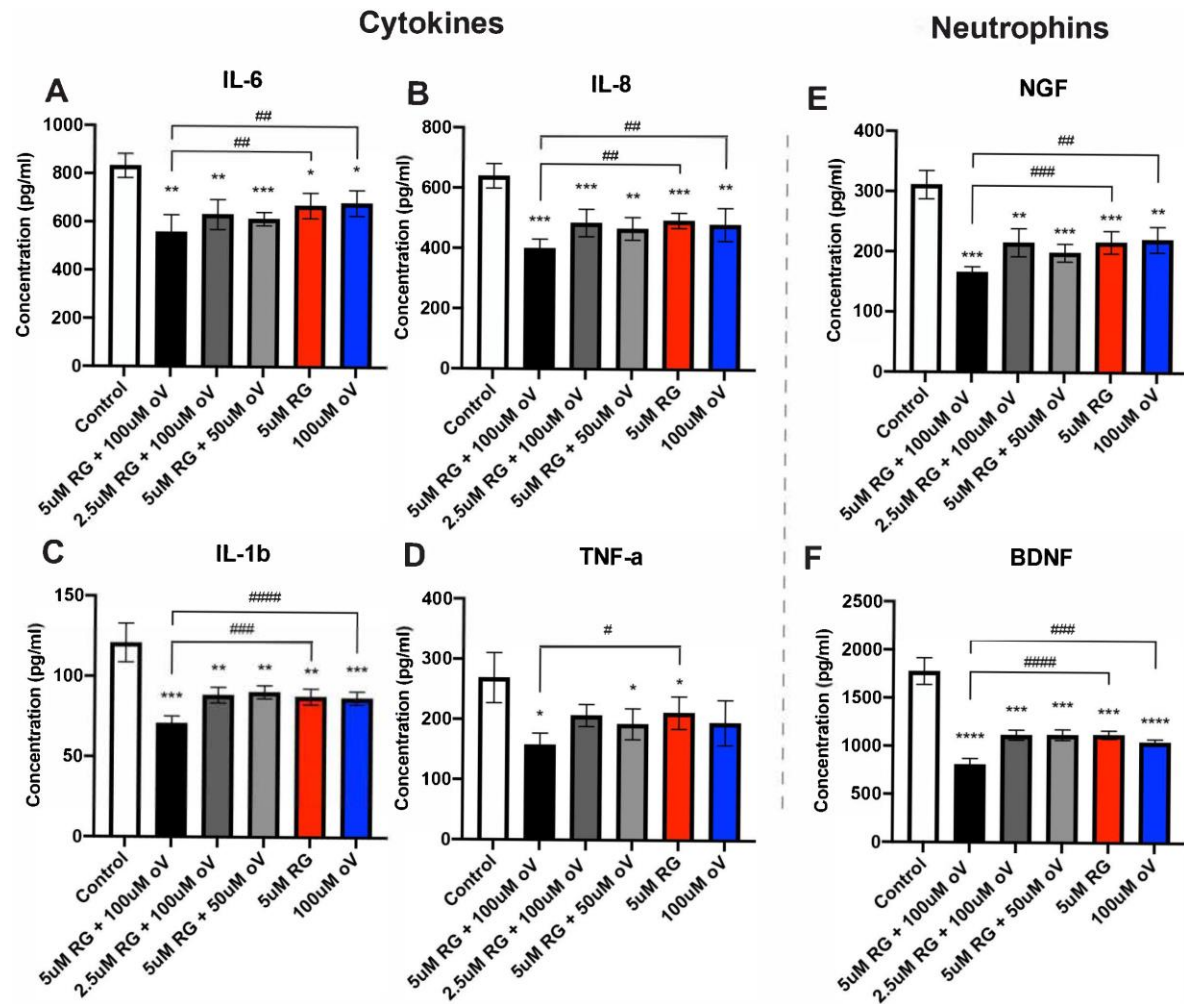 Cytokines
Neutrophins
A
IL-6
Concentration (pg/ml)
1000
800
600
400
200
0
##
##
**
**
***
*
*
Control
5uM RG + 100uM oV
2.5uM RG + 100uM oV
5uM RG + 50uM oV
5uM RG
100uM oV
B
IL-8
Concentration (pg/ml)
800
600
400
200
0
##
##
***
***
**
***
**
Control
5uM RG + 100uM oV
2.5uM RG + 100uM oV
5uM RG + 50uM oV
5uM RG
100uM oV
E
NGF
Concentration (pg/ml)
400
300
200
100
0
##
###
***
**
***
***
**
Control
5uM RG + 100uM oV
2.5uM RG + 100uM oV
5uM RG + 50uM oV
5uM RG
100uM oV
C
IL-1b
Concentration (pg/ml)
150
100
50
0
####
###
***
**
**
**
***
Control
5uM RG + 100uM oV
2.5uM RG + 100uM oV
5uM RG + 50uM oV
5uM RG
100uM oV
D
TNF-a
Concentration (pg/ml)
400
300
200
100
0
#
*
*
*
Control
5uM RG + 100uM oV
2.5uM RG + 100uM oV
5uM RG + 50uM oV
5uM RG
100uM oV
F
BDNF
Concentration (pg/ml)
2500
2000
1500
1000
500
0
###
####
****
***
***
***
****
Control
5uM RG + 100uM oV
2.5uM RG + 100uM oV
5uM RG + 50uM oV
5uM RG
100uM oV